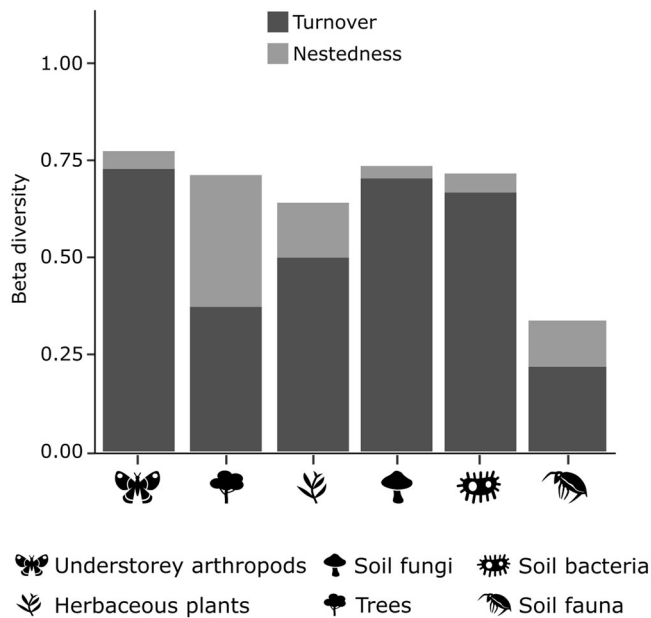 Turnover
Nestedness
1.00
0.75
0.50
0.25
0.00
Beta diversity
Understorey arthropods
Soil fungi
Soil bacteria
Herbaceous plants
Trees
Soil fauna